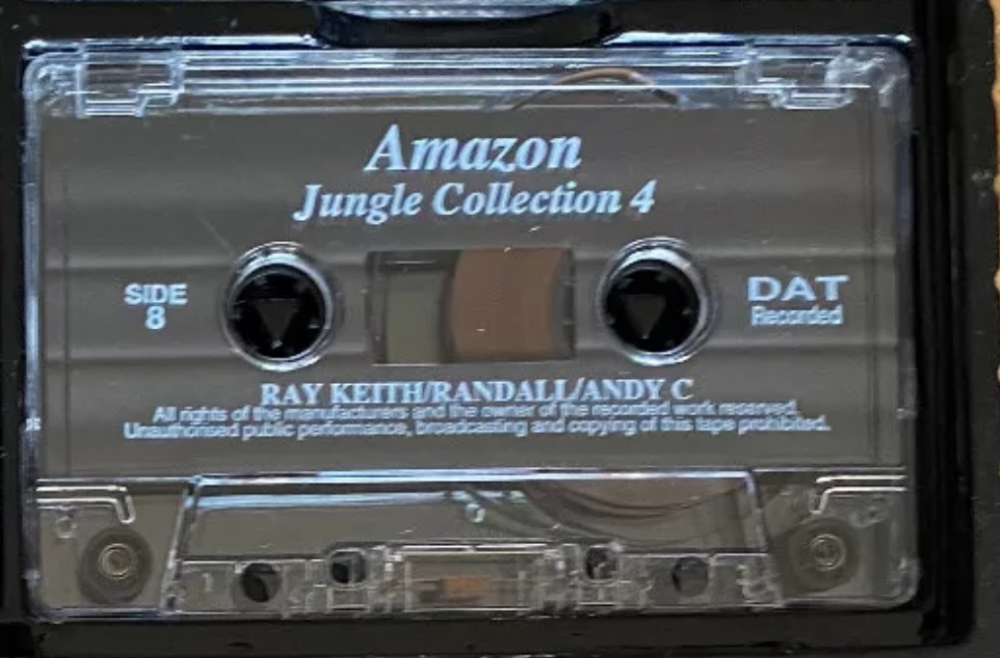 Amazon
Jungle Collection 4
SIDE
8
DAT
Recorded
RAY KEITH/RANDALL/ANDY C
All rights of the manufacturers and the owner of the recorded work reserved.
Unauthorised public performance, broadcasting and copying of this tape prohibited.